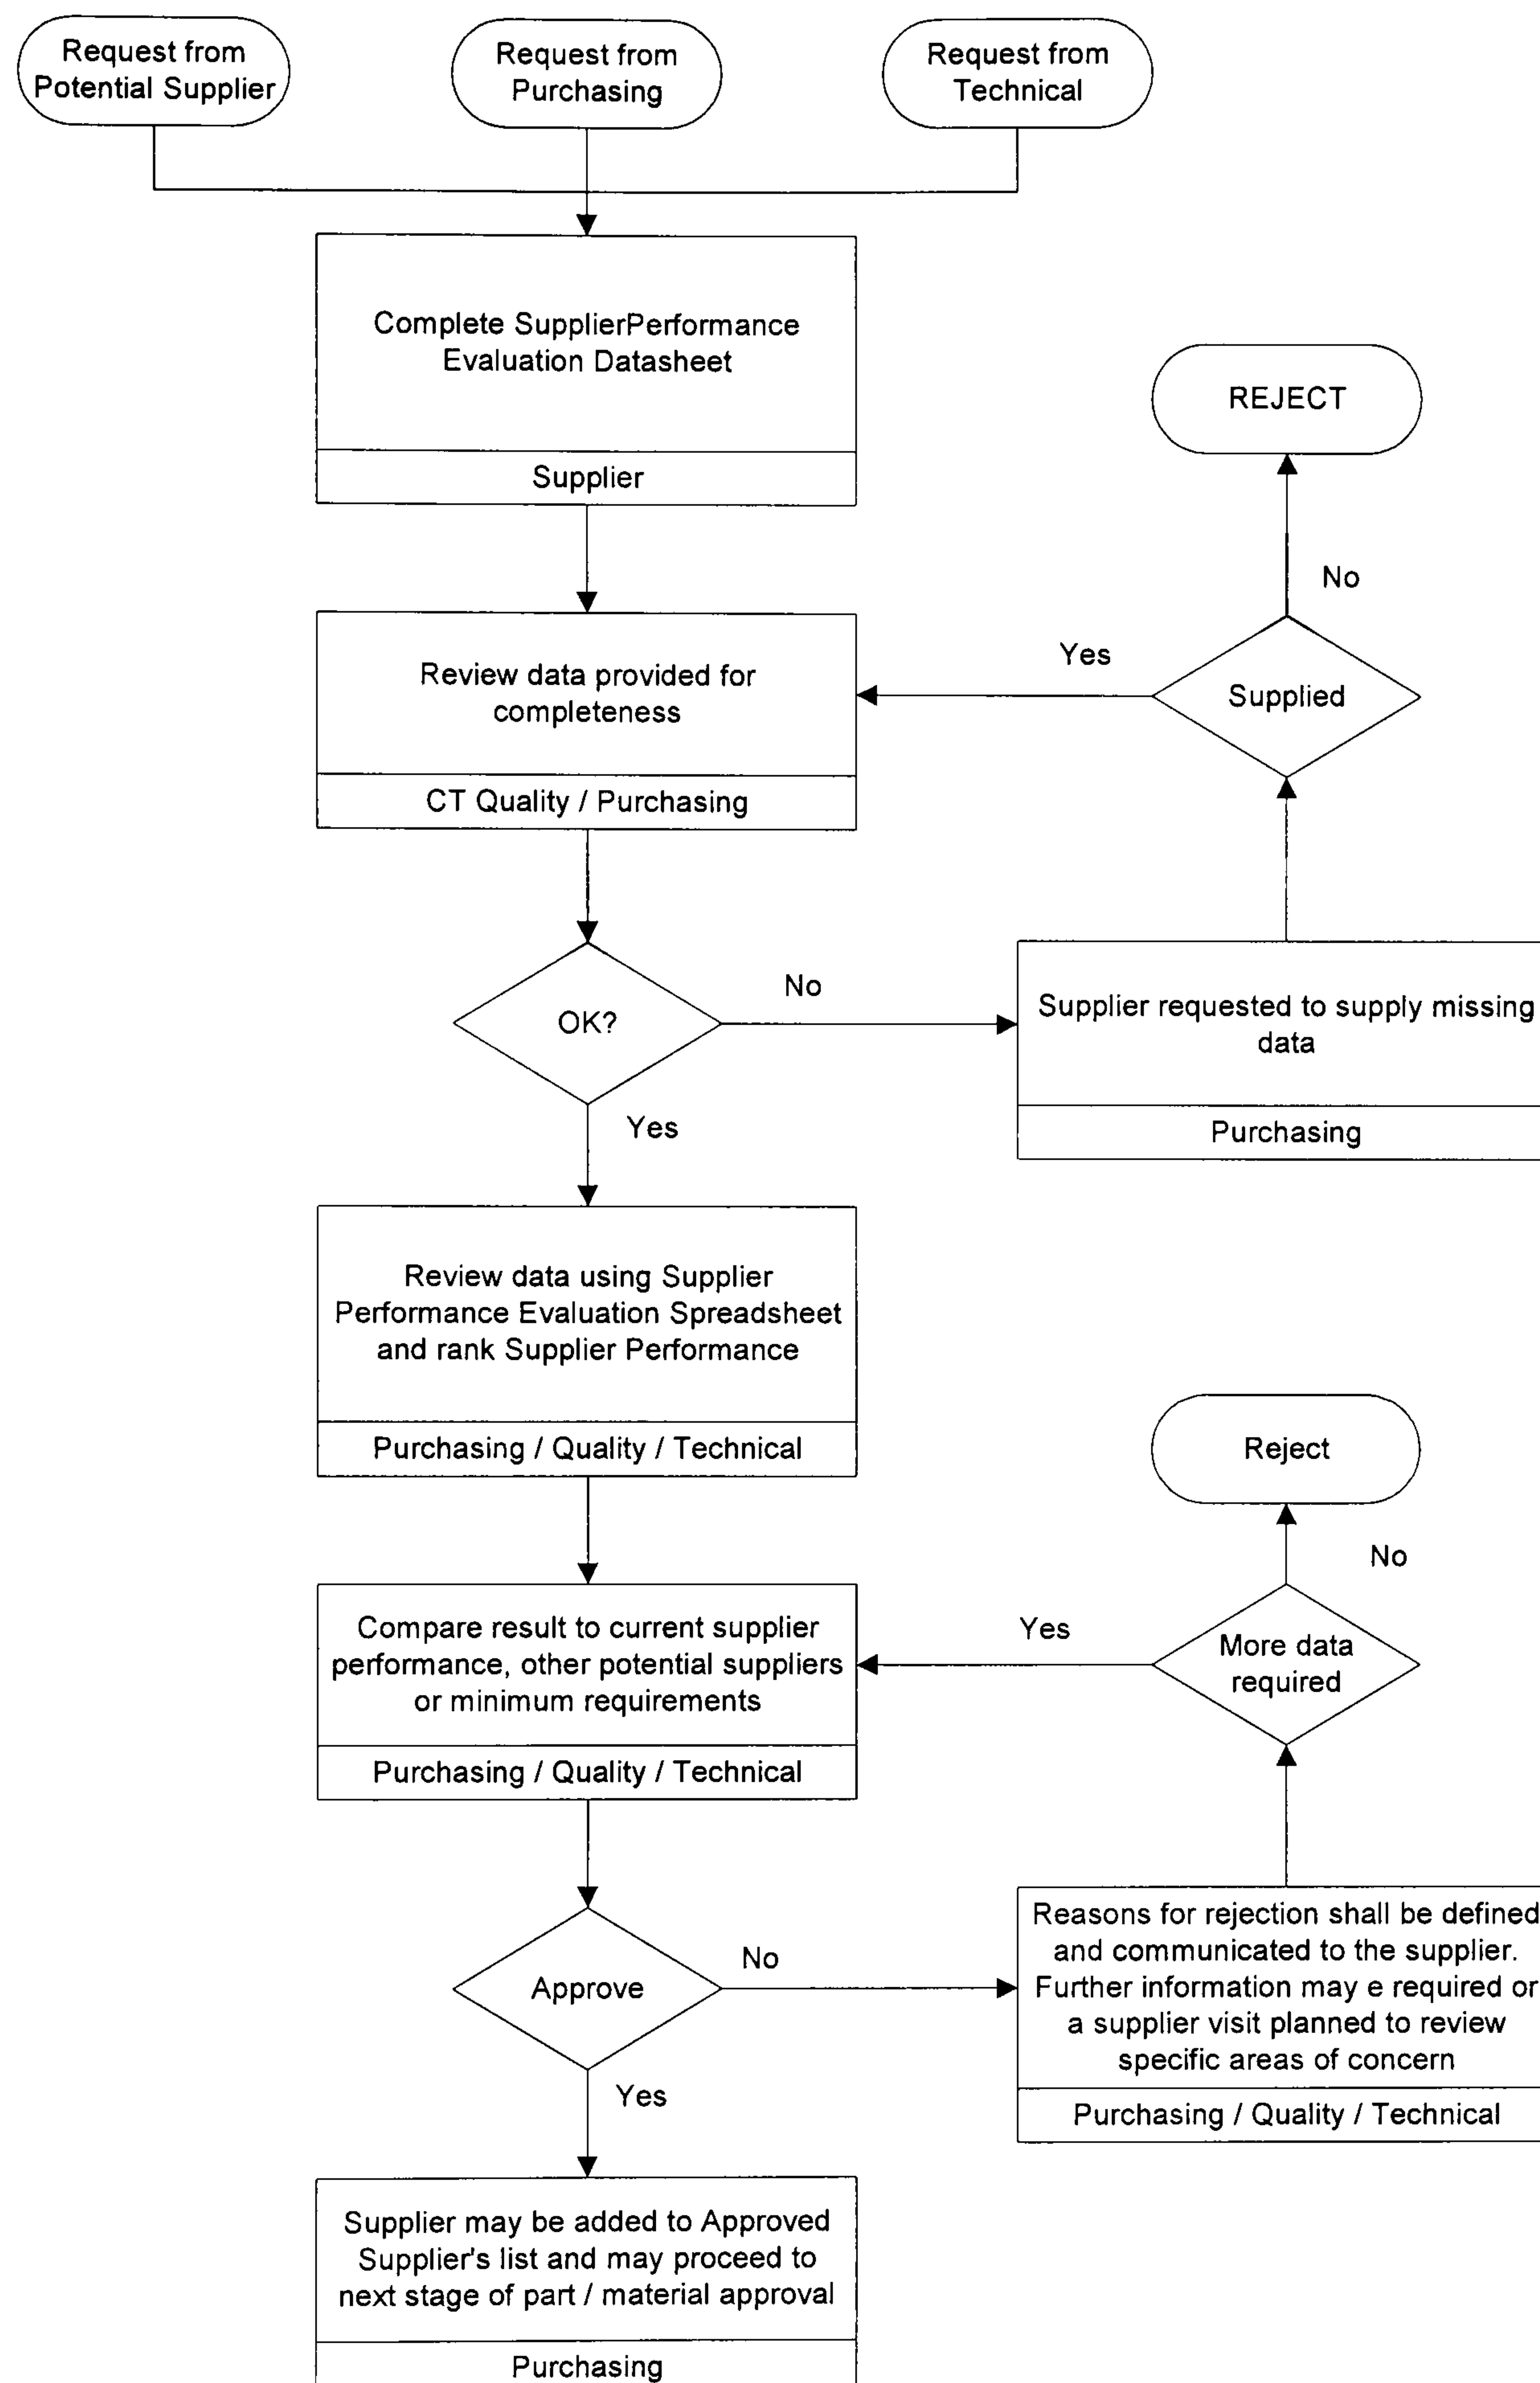 Request from
Potential Supplier
Request from
Purchasing
Request from
Technical
Complete SupplierPerformance
Evaluation Datasheet
Supplier
REJECT
No
Review data provided for
completeness
CT Quality / Purchasing
Yes
Supplied
OK?
No
Supplier requested to supply missing
data
Purchasing
Yes
Review data using Supplier
Performance Evaluation Spreadsheet
and rank Supplier Performance
Purchasing / Quality / Technical
Reject
No
Compare result to current supplier
performance, other potential suppliers
or minimum requirements
Purchasing / Quality / Technical
Yes
More data
required
Approve
No
Reasons for rejection shall be defined
and communicated to the supplier.
Further information may e required or
a supplier visit planned to review
specific areas of concern
Purchasing / Quality / Technical
Yes
Supplier may be added to Approved
Supplier's list and may proceed to
next stage of part / material approval
Purchasing